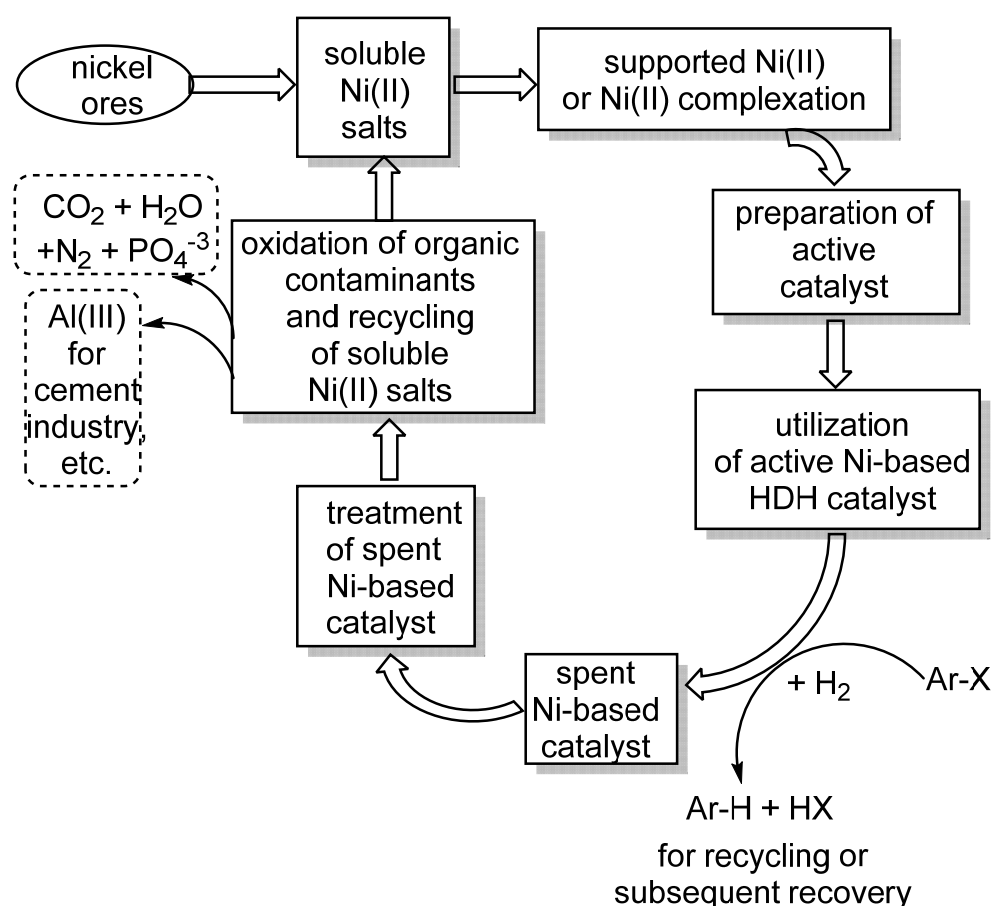 nickel
ores
soluble
Ni(II)
salts
supported Ni(II)
or Ni(II) complexation
preparation of
active
catalyst
utilization
of active Ni-based
HDH catalyst
Ar-X
+ H₂
Ar-H + HX
for recycling or
subsequent recovery
spent
Ni-based
catalyst
treatment
of spent
Ni-based
catalyst
oxidation of organic
contaminants
and recycling
of soluble
Ni(II) salts
CO₂ + H₂O
+N₂ + PO₄⁻³
Al(III)
for
cement
industry,
etc.